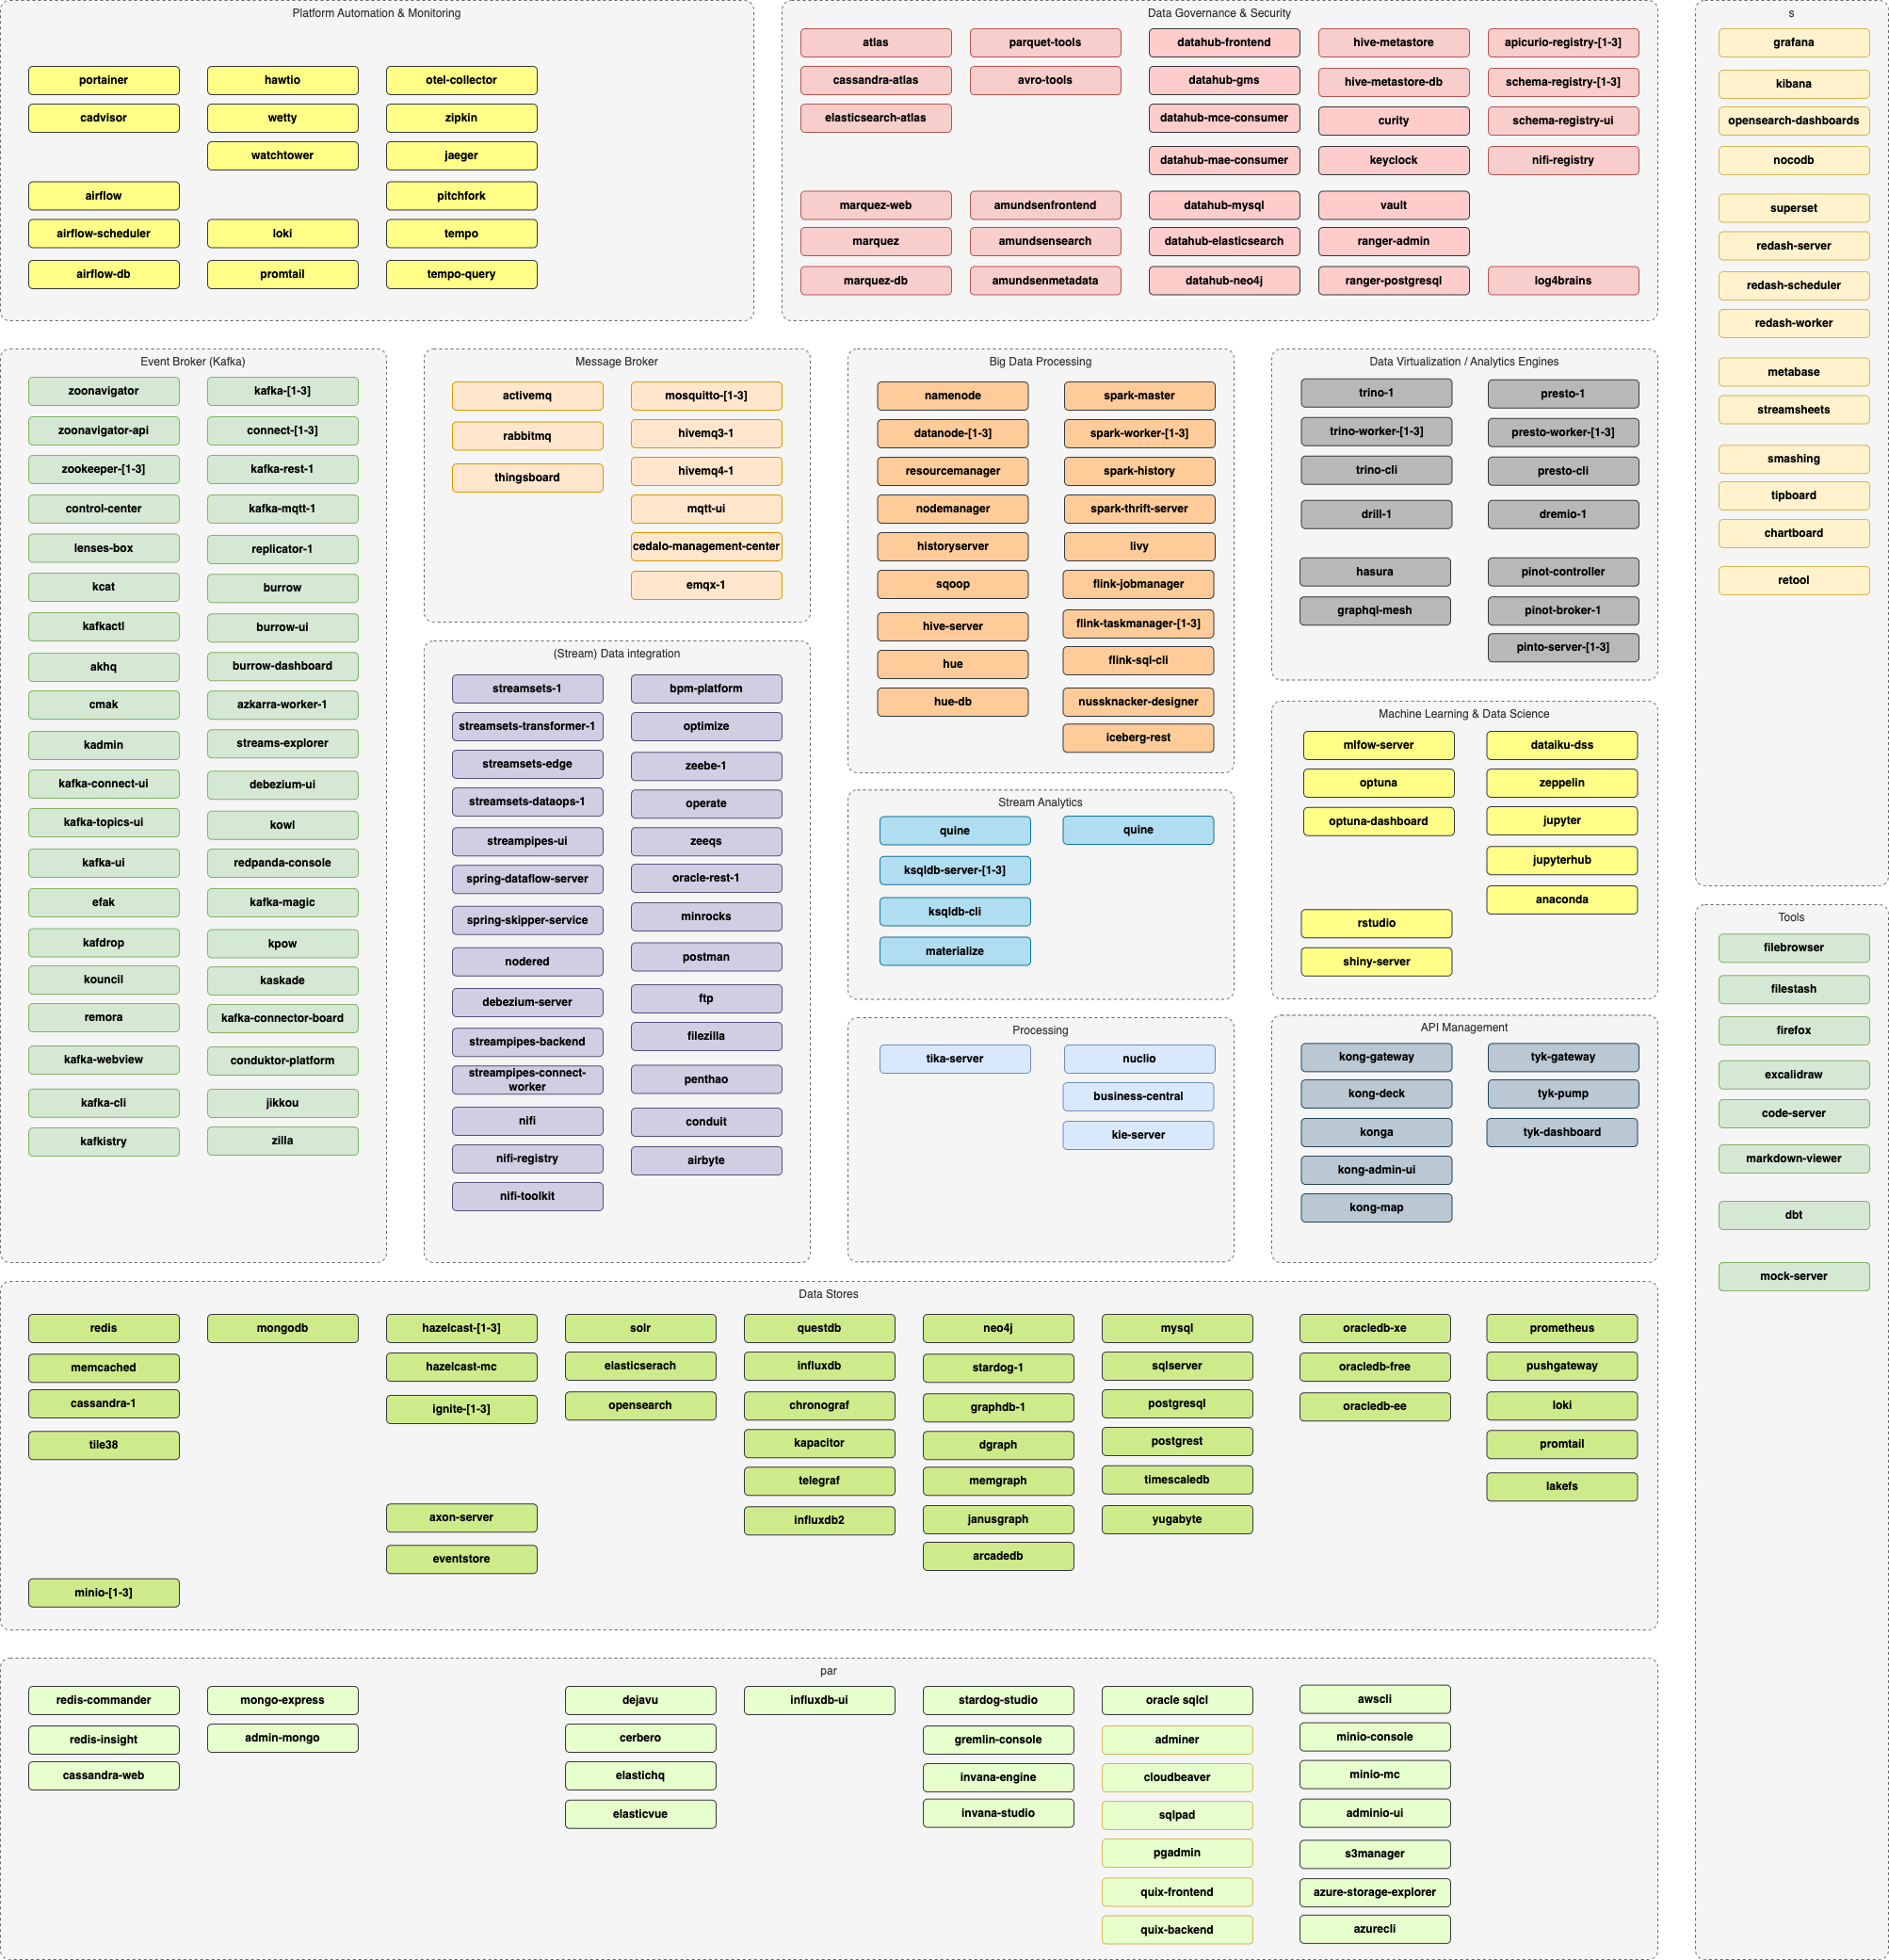 Platform Automation & Monitoring
portainer
hawtio
otel-collector
cadvisor
wetty
zipkin
watchtower
jaeger
airflow
pitchfork
airflow-scheduler
loki
tempo
airflow-db
promtail
tempo-query
Data Governance & Security
atlas
parquet-tools
datahub-frontend
hive-metastore
apicurio-registry-[1-3]
cassandra-atlas
avro-tools
datahub-gms
hive-metastore-db
schema-registry-[1-3]
elasticsearch-atlas
datahub-mce-consumer
curity
schema-registry-ui
datahub-mae-consumer
keyclock
nifi-registry
marquez-web
amundsenfrontend
datahub-mysql
vault
marquez
amundsensearch
datahub-elasticsearch
ranger-admin
marquez-db
amundsenmetadata
datahub-neo4j
ranger-postgresql
log4brains
s
grafana
kibana
opensearch-dashboards
nocodb
superset
redash-server
redash-scheduler
redash-worker
metabase
streamsheets
smashing
tipboard
chartboard
retool
Event Broker (Kafka)
zoonavigator
kafka-[1-3]
zoonavigator-api
connect-[1-3]
zookeeper-[1-3]
kafka-rest-1
control-center
kafka-mqtt-1
lenses-box
replicator-1
kcat
burrow
kafkactl
burrow-ui
akhq
burrow-dashboard
cmak
azkarra-worker-1
kadmin
streams-explorer
kafka-connect-ui
debezium-ui
kafka-topics-ui
kowl
kafka-ui
redpanda-console
efak
kafka-magic
kafdrop
kpow
kouncil
kaskade
remora
kafka-connector-board
kafka-webview
conduktor-platform
kafka-cli
jikkou
kafkistry
zilla
Message Broker
activemq
mosquitto-[1-3]
rabbitmq
hivemq3-1
thingsboard
hivemq4-1
mqtt-ui
cedalo-management-center
emqx-1
(Stream) Data integration
streamsets-1
bpm-platform
streamsets-transformer-1
optimize
streamsets-edge
zeebe-1
streamsets-dataops-1
operate
streampipes-ui
zeeqs
spring-dataflow-server
oracle-rest-1
spring-skipper-service
minrocks
nodered
postman
debezium-server
ftp
streampipes-backend
filezilla
streampipes-connect-
worker
penthao
nifi
conduit
nifi-registry
airbyte
nifi-toolkit
Big Data Processing
namenode
spark-master
datanode-[1-3]
spark-worker-[1-3]
resourcemanager
spark-history
nodemanager
spark-thrift-server
historyserver
livy
sqoop
flink-jobmanager
hive-server
flink-taskmanager-[1-3]
hue
flink-sql-cli
hue-db
nussknacker-designer
iceberg-rest
Stream Analytics
quine
quine
ksqldb-server-[1-3]
ksqldb-cli
materialize
Processing
tika-server
nuclio
business-central
kie-server
Data Virtualization / Analytics Engines
trino-1
presto-1
trino-worker-[1-3]
presto-worker-[1-3]
trino-cli
presto-cli
drill-1
dremio-1
hasura
pinot-controller
graphql-mesh
pinot-broker-1
pinto-server-[1-3]
Machine Learning & Data Science
mlfow-server
dataiku-dss
optuna
zeppelin
optuna-dashboard
jupyter
jupyterhub
anaconda
rstudio
shiny-server
API Management
kong-gateway
tyk-gateway
kong-deck
tyk-pump
konga
tyk-dashboard
kong-admin-ui
kong-map
Tools
filebrowser
filestash
firefox
excalidraw
code-server
markdown-viewer
dbt
mock-server
Data Stores
redis
mongodb
hazelcast-[1-3]
solr
questdb
neo4j
mysql
oracledb-xe
prometheus
memcached
hazelcast-mc
elasticserach
influxdb
stardog-1
sqlserver
oracledb-free
pushgateway
cassandra-1
ignite-[1-3]
opensearch
chronograf
graphdb-1
postgresql
oracledb-ee
loki
tile38
kapacitor
dgraph
postgrest
promtail
telegraf
memgraph
timescaledb
lakefs
axon-server
influxdb2
janusgraph
yugabyte
eventstore
arcadedb
minio-[1-3]
par
redis-commander
mongo-express
dejavu
influxdb-ui
stardog-studio
oracle sqlcl
awscli
redis-insight
admin-mongo
cerbero
gremlin-console
adminer
minio-console
cassandra-web
elastichq
invana-engine
cloudbeaver
minio-mc
elasticvue
invana-studio
sqlpad
adminio-ui
pgadmin
s3manager
quix-frontend
azure-storage-explorer
quix-backend
azurecli